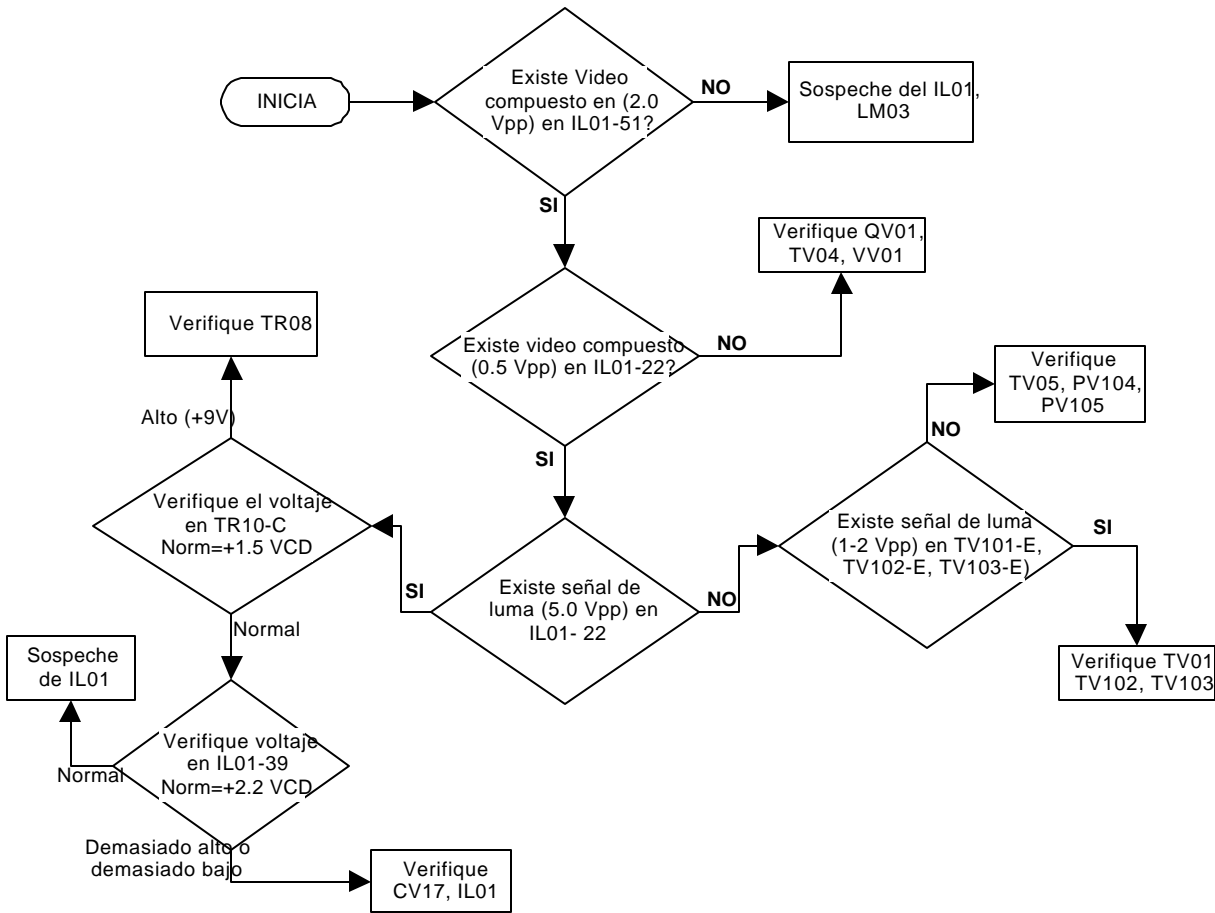 INICIA
Existe Video
compuesto en (2.0
Vpp) en IL01-51?
NO
Sospeche del IL01,
LM03
SI
Verifique QV01,
TV04, VV01
Existe video compuesto
(0.5 Vpp) en IL01-22?
NO
SI
Verifique TR08
Alto (+9V)
Verifique el voltaje
en TR10-C
Norm=+1.5 VCD
SI
Existe señal de
luma (5.0 Vpp) en
IL01- 22
NO
Verifique
TV05, PV104,
PV105
NO
Existe señal de luma
(1-2 Vpp) en TV101-E,
TV102-E, TV103-E)
SI
Verifique TV01
TV102, TV103
Normal
Sospeche
de IL01
Verifique voltaje
en IL01-39
Norm=+2.2 VCD
Normal
Demasiado alto o
demasiado bajo
Verifique
CV17, IL01